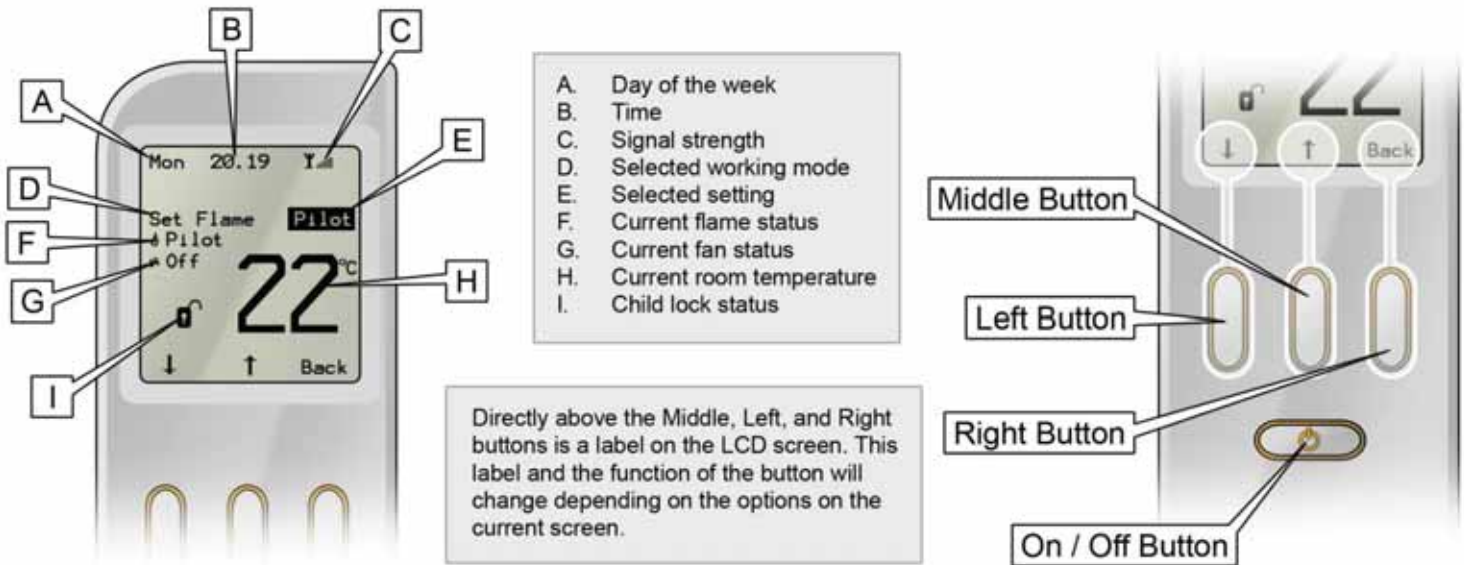 B
C
A
E
D
F
G
H
I
Mon 20.19
Set Flame Pilot
Pilot
Off
22 °C
↓ ↑ Back
A. Day of the week
B. Time
C. Signal strength
D. Selected working mode
E. Selected setting
F. Current flame status
G. Current fan status
H. Current room temperature
I. Child lock status
Directly above the Middle, Left, and Right
buttons is a label on the LCD screen. This
label and the function of the button will
change depending on the options on the
current screen.
22
↓ ↑ Back
Middle Button
Left Button
Right Button
On / Off Button